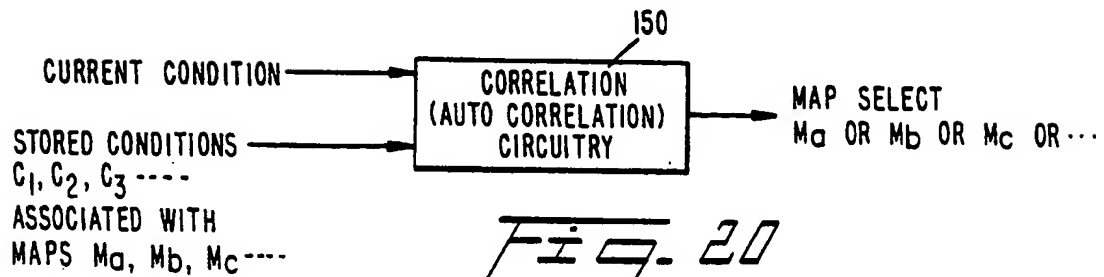 150
CURRENT CONDITION
CORRELATION
(AUTO CORRELATION)
CIRCUITRY
MAP SELECT
Ma OR Mb OR Mc OR ...
STORED CONDITIONS
C1, C2, C3 ----
ASSOCIATED WITH
MAPS Ma, Mb, Mc ----
Fig. 20